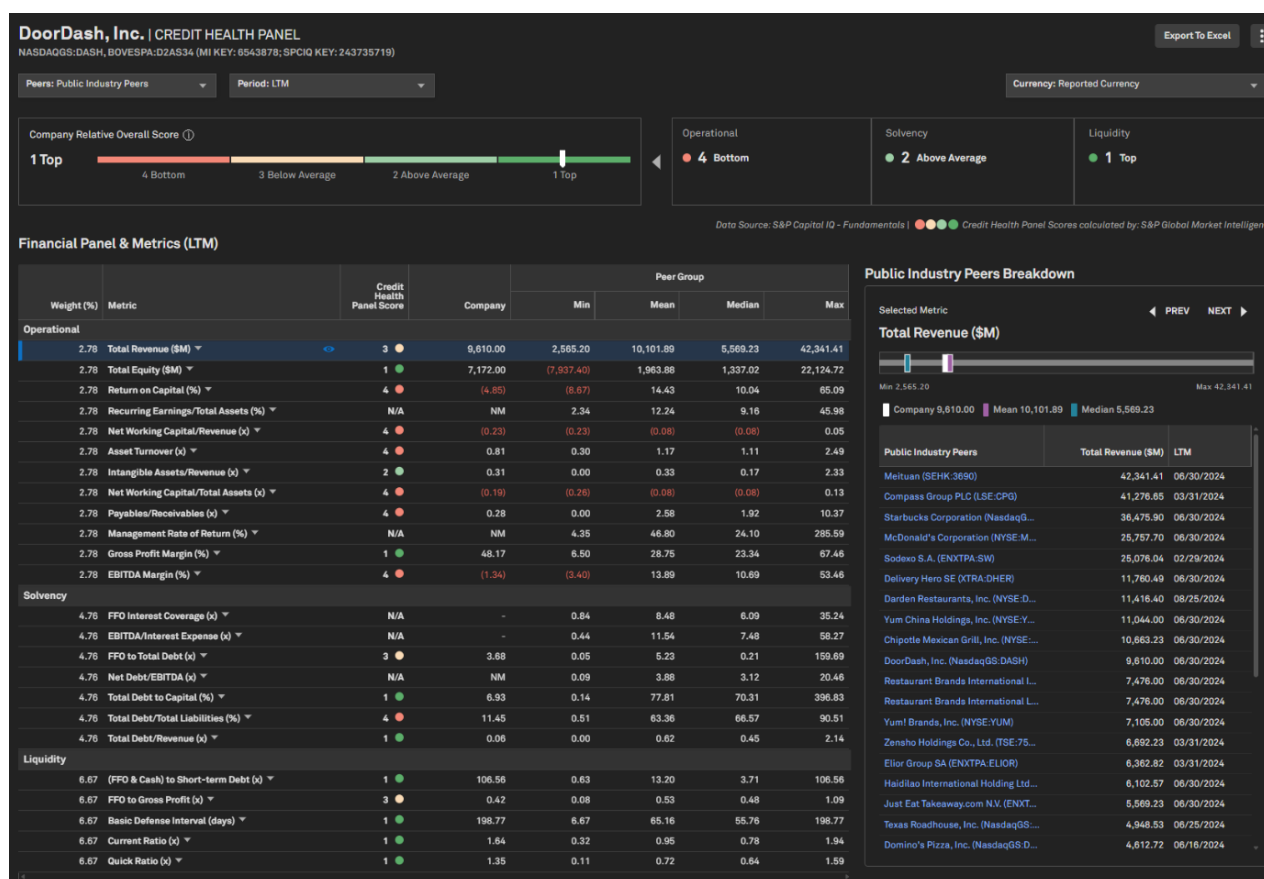 DoorDash, Inc. | CREDIT HEALTH PANEL
NASDAQGS:DASH, BOVESPA:D2AS34 (MI KEY: 6543878; SPCIQ KEY: 243735719)
Export To Excel
Peers: Public Industry Peers
Period: LTM
Currency: Reported Currency
Company Relative Overall Score
1 Top
4 Bottom
3 Below Average
2 Above Average
1 Top
Operational
4 Bottom
Solvency
2 Above Average
Liquidity
1 Top
Data Source: S&P Capital IQ - Fundamentals | Credit Health Panel Scores calculated by: S&P Global Market Intelligen
Financial Panel & Metrics (LTM)
Weight (%) Metric Credit Health Panel Score Company Peer Group Min Mean Median Max
Operational
2.78 Total Revenue ($M) 3 9,610.00 2,565.20 10,101.89 5,569.23 42,341.41
2.78 Total Equity ($M) 1 7,172.00 (7,937.40) 1,963.88 1,337.02 22,124.72
2.78 Return on Capital (%) 4 (4.85) (8.67) 14.43 10.04 65.09
2.78 Recurring Earnings/Total Assets (%) N/A NM 2.34 12.24 9.16 45.98
2.78 Net Working Capital/Revenue (x) 4 (0.23) (0.23) (0.08) (0.08) 0.05
2.78 Asset Turnover (x) 4 0.81 0.30 1.17 1.11 2.49
2.78 Intangible Assets/Revenue (x) 2 0.31 0.00 0.33 0.17 2.33
2.78 Net Working Capital/Total Assets (x) 4 (0.19) (0.26) (0.08) (0.08) 0.13
2.78 Payables/Receivables (x) 4 0.28 0.00 2.58 1.92 10.37
2.78 Management Rate of Return (%) N/A NM 4.35 46.80 24.10 285.59
2.78 Gross Profit Margin (%) 1 48.17 6.50 28.75 23.34 67.46
2.78 EBITDA Margin (%) 4 (1.34) (3.40) 13.89 10.69 53.46
Solvency
4.76 FFO Interest Coverage (x) N/A - 0.84 8.48 6.09 35.24
4.76 EBITDA/Interest Expense (x) N/A - 0.44 11.54 7.48 58.27
4.76 FFO to Total Debt (x) 3 3.68 0.05 5.23 0.21 159.69
4.76 Net Debt/EBITDA (x) N/A NM 0.09 3.88 3.12 20.46
4.76 Total Debt to Capital (%) 1 6.93 0.14 77.81 70.31 396.83
4.76 Total Debt/Total Liabilities (%) 4 11.45 0.51 63.36 66.57 90.51
4.76 Total Debt/Revenue (x) 1 0.06 0.00 0.62 0.45 2.14
Liquidity
6.67 (FFO & Cash) to Short-term Debt (x) 1 106.56 0.63 13.20 3.71 106.56
6.67 FFO to Gross Profit (x) 3 0.42 0.08 0.53 0.48 1.09
6.67 Basic Defense Interval (days) 1 198.77 6.67 65.16 55.76 198.77
6.67 Current Ratio (x) 1 1.64 0.32 0.95 0.78 1.94
6.67 Quick Ratio (x) 1 1.35 0.11 0.72 0.64 1.59
Public Industry Peers Breakdown
Selected Metric
PREV NEXT
Total Revenue ($M)
Min 2,565.20 Max 42,341.41
Company 9,610.00 Mean 10,101.89 Median 5,569.23
Public Industry Peers Total Revenue ($M) LTM
Meituan (SEHK:3690) 42,341.41 06/30/2024
Compass Group PLC (LSE:CPG) 41,276.65 03/31/2024
Starbucks Corporation (NasdaqG... 36,475.90 06/30/2024
McDonald's Corporation (NYSE:M... 25,757.70 06/30/2024
Sodexo S.A. (ENXTPA:SW) 25,076.04 02/29/2024
Delivery Hero SE (XTRA:DHER) 11,760.49 06/30/2024
Darden Restaurants, Inc. (NYSE:D... 11,416.40 08/25/2024
Yum China Holdings, Inc. (NYSE:Y... 11,044.00 06/30/2024
Chipotle Mexican Grill, Inc. (NYSE:... 10,663.23 06/30/2024
DoorDash, Inc. (NasdaqGS:DASH) 9,610.00 06/30/2024
Restaurant Brands International I... 7,476.00 06/30/2024
Restaurant Brands International L... 7,476.00 06/30/2024
Yum! Brands, Inc. (NYSE:YUM) 7,105.00 06/30/2024
Zensho Holdings Co., Ltd. (TSE:75... 6,692.23 03/31/2024
Elior Group SA (ENXTPA:ELIOR) 6,362.82 03/31/2024
Haidilao International Holding Ltd... 6,102.57 06/30/2024
Just Eat Takeaway.com N.V. (ENXT... 5,569.23 06/30/2024
Texas Roadhouse, Inc. (NasdaqGS:... 4,948.53 06/25/2024
Domino's Pizza, Inc. (NasdaqGS:D... 4,612.72 06/16/2024